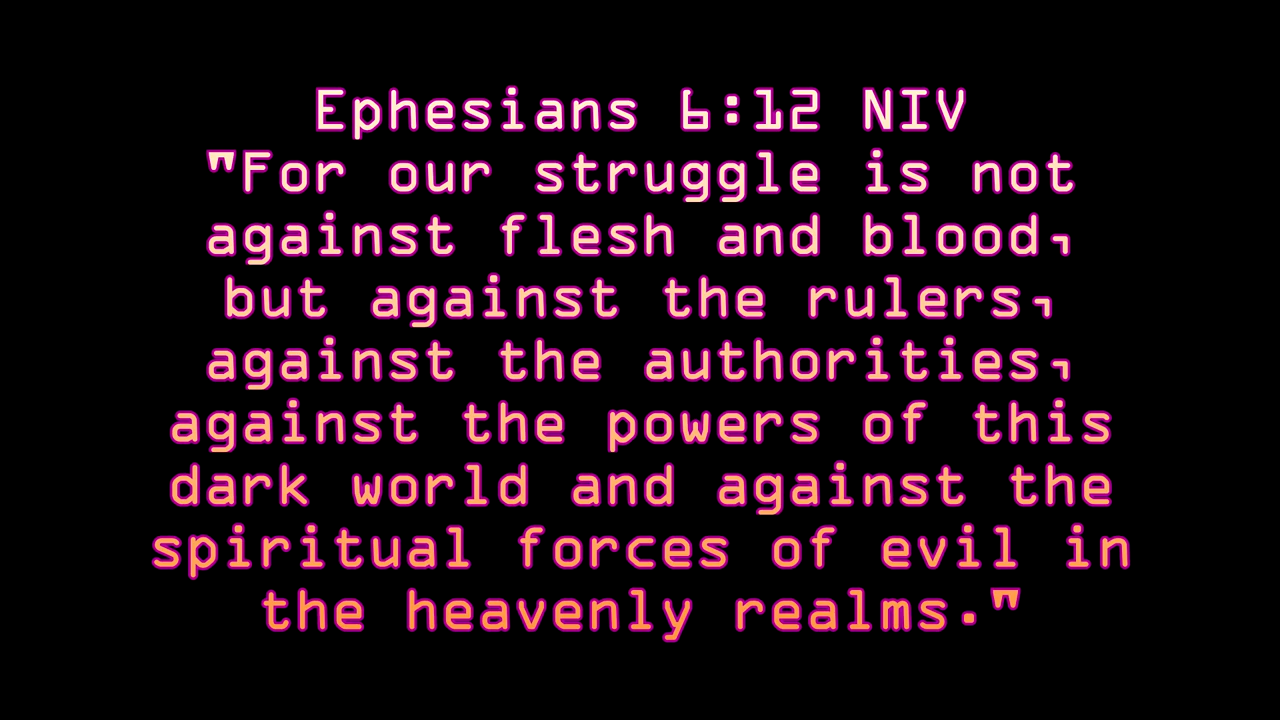 Ephesians 6:12 NIV
"For our struggle is not
against flesh and blood,
but against the rulers,
against the authorities,
against the powers of this
dark world and against the
spiritual forces of evil in
the heavenly realms."